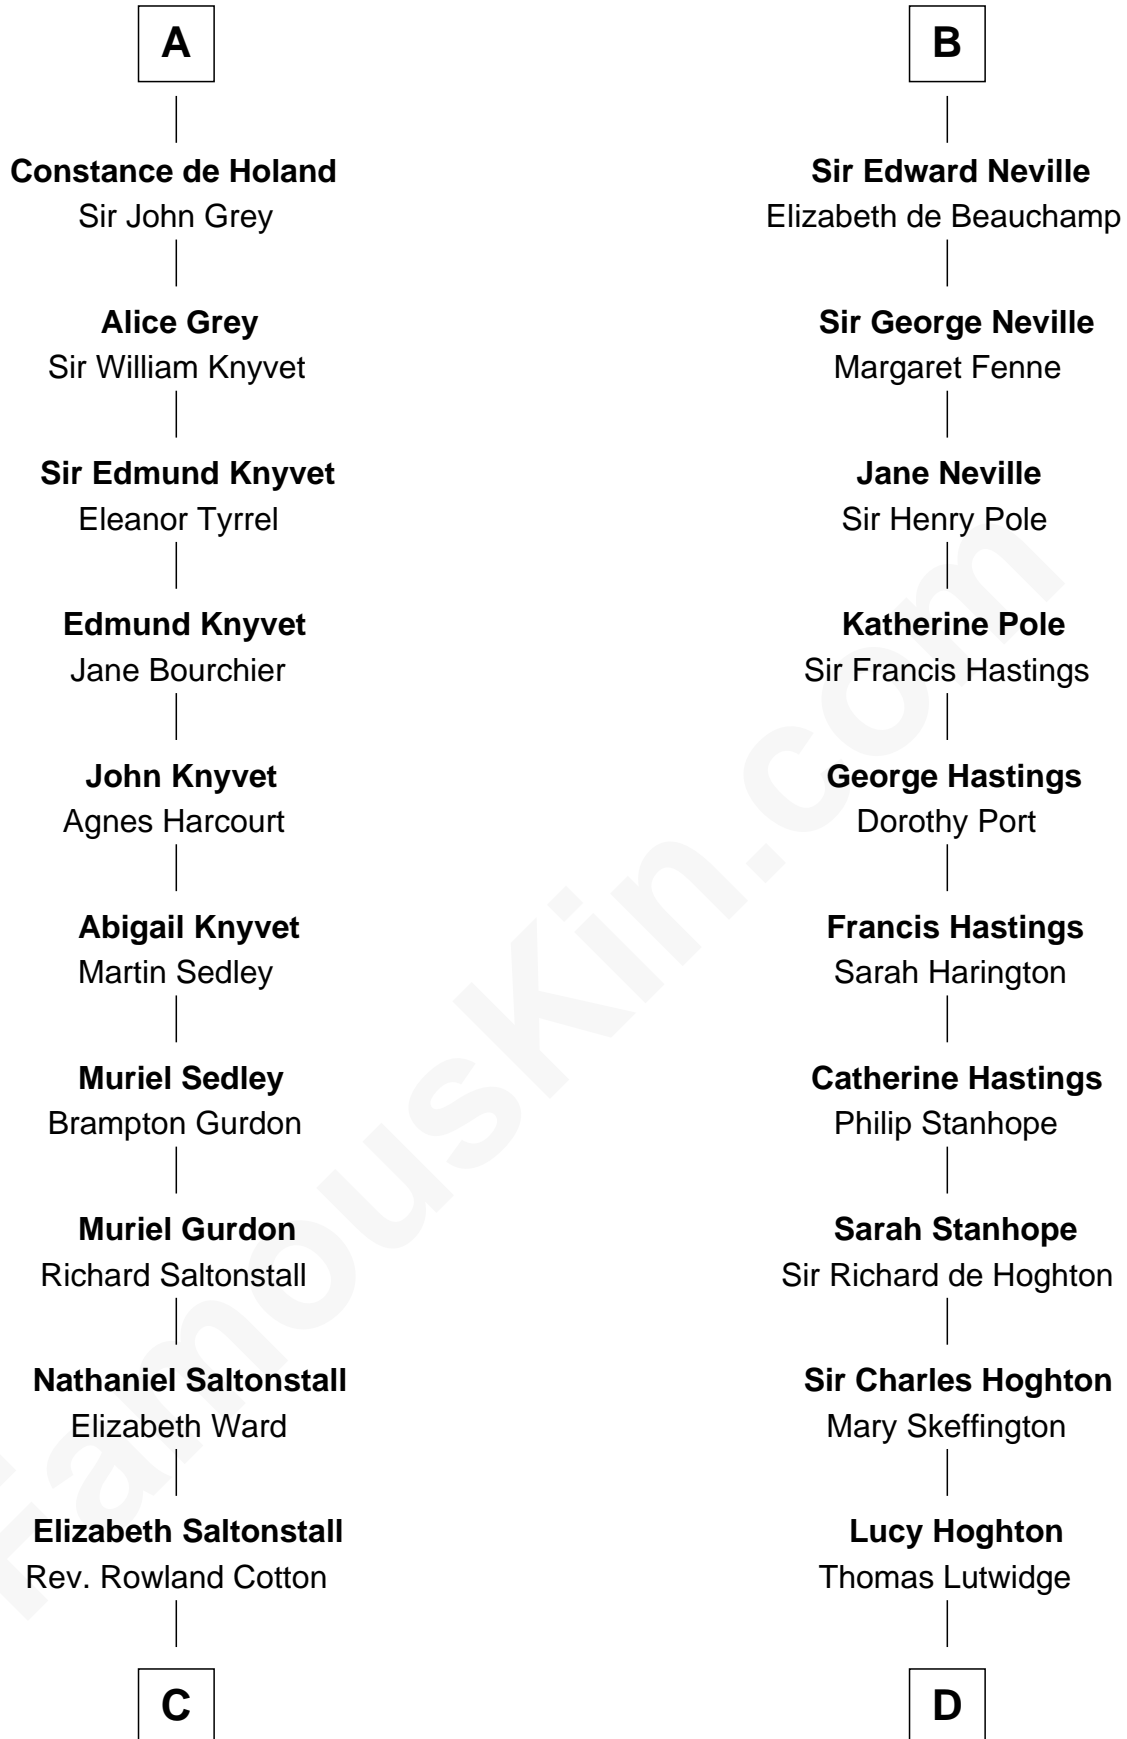 A
Constance de Holand
Sir John Grey
Alice Grey
Sir William Knyvet
Sir Edmund Knyvet
Eleanor Tyrrel
Edmund Knyvet
Jane Bourchier
John Knyvet
Agnes Harcourt
Abigail Knyvet
Martin Sedley
Muriel Sedley
Brampton Gurdon
Muriel Gurdon
Richard Saltonstall
Nathaniel Saltonstall
Elizabeth Ward
Elizabeth Saltonstall
Rev. Rowland Cotton
C
B
Sir Edward Neville
Elizabeth de Beauchamp
Sir George Neville
Margaret Fenne
Jane Neville
Sir Henry Pole
Katherine Pole
Sir Francis Hastings
George Hastings
Dorothy Port
Francis Hastings
Sarah Harington
Catherine Hastings
Philip Stanhope
Sarah Stanhope
Sir Richard de Hoghton
Sir Charles Hoghton
Mary Skeffington
Lucy Hoghton
Thomas Lutwidge
D
FamousKin.com